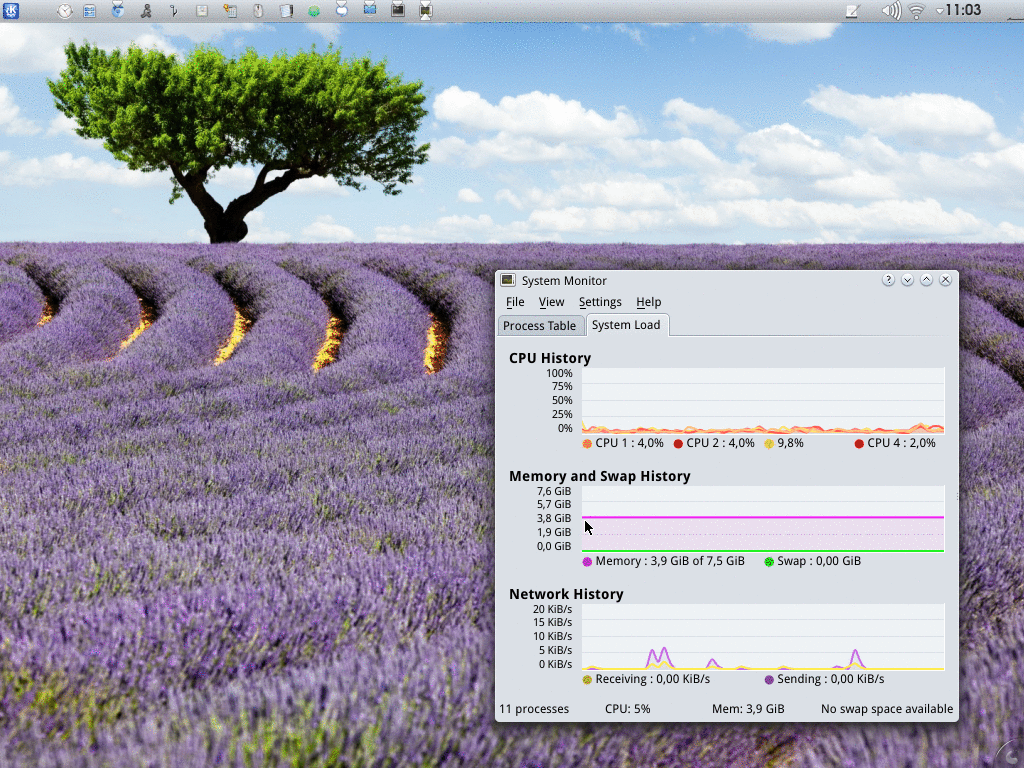 11:03
System Monitor
File View Settings Help
Process Table System Load
CPU History
100%
75%
50%
25%
0%
CPU 1 : 4,0% CPU 2 : 4,0% 9,8% CPU 4 : 2,0%
Memory and Swap History
7,6 GiB
5,7 GiB
3,8 GiB
1,9 GiB
0,0 GiB
Memory : 3,9 GiB of 7,5 GiB Swap : 0,00 GiB
Network History
20 KiB/s
15 KiB/s
10 KiB/s
5 KiB/s
0 KiB/s
Receiving : 0,00 KiB/s Sending : 0,00 KiB/s
11 processes CPU: 5% Mem: 3,9 GiB No swap space available